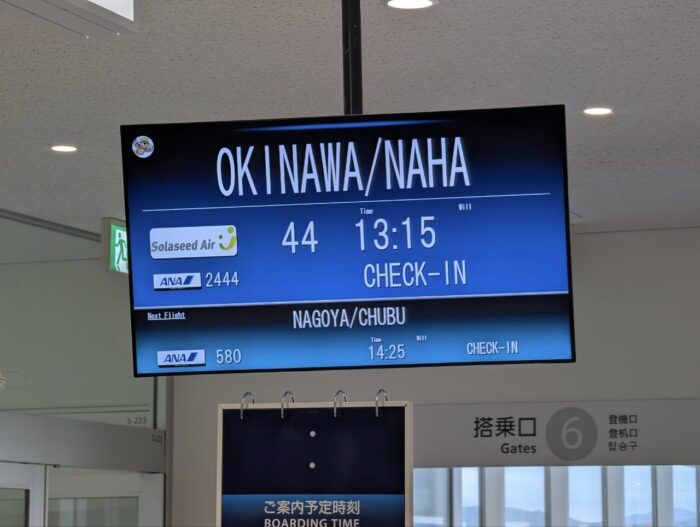 OKINAWA/NAHA
Time Will
Solaseed Air 44 13:15
ANA 2444 CHECK-IN
Next Flight NAGOYA/CHUBU
Time Will
ANA 580 14:25 CHECK-IN
S-223
S-222
搭乗口 6 登機口
登机口
Gates 탑승구
ご案内予定時刻
BOARDING TIME